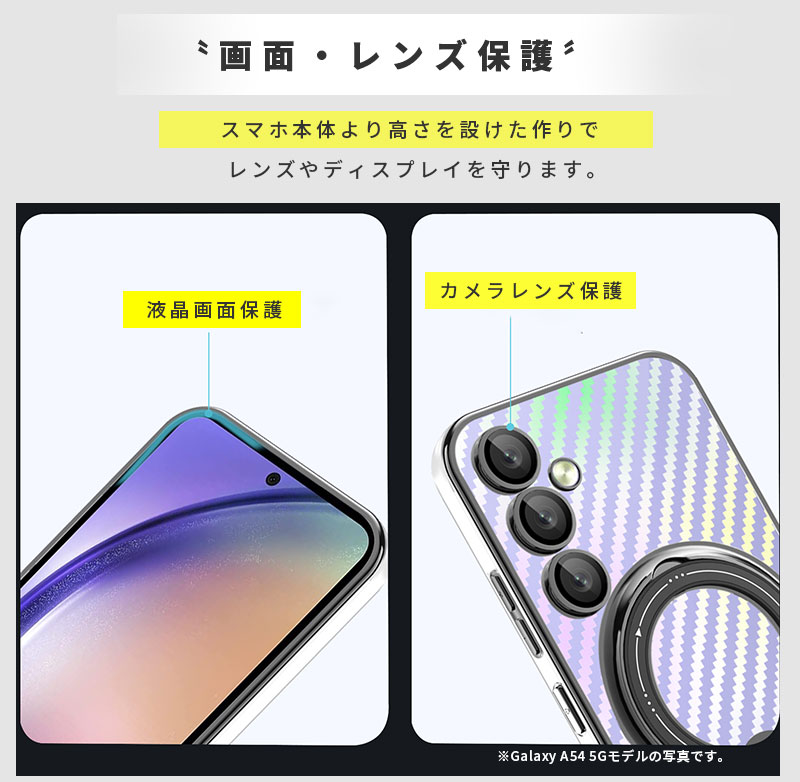 〝画面・レンズ保護〞
スマホ本体より高さを設けた作りで
レンズやディスプレイを守ります。
液晶画面保護
カメラレンズ保護
※Galaxy A54 5Gモデルの写真です。